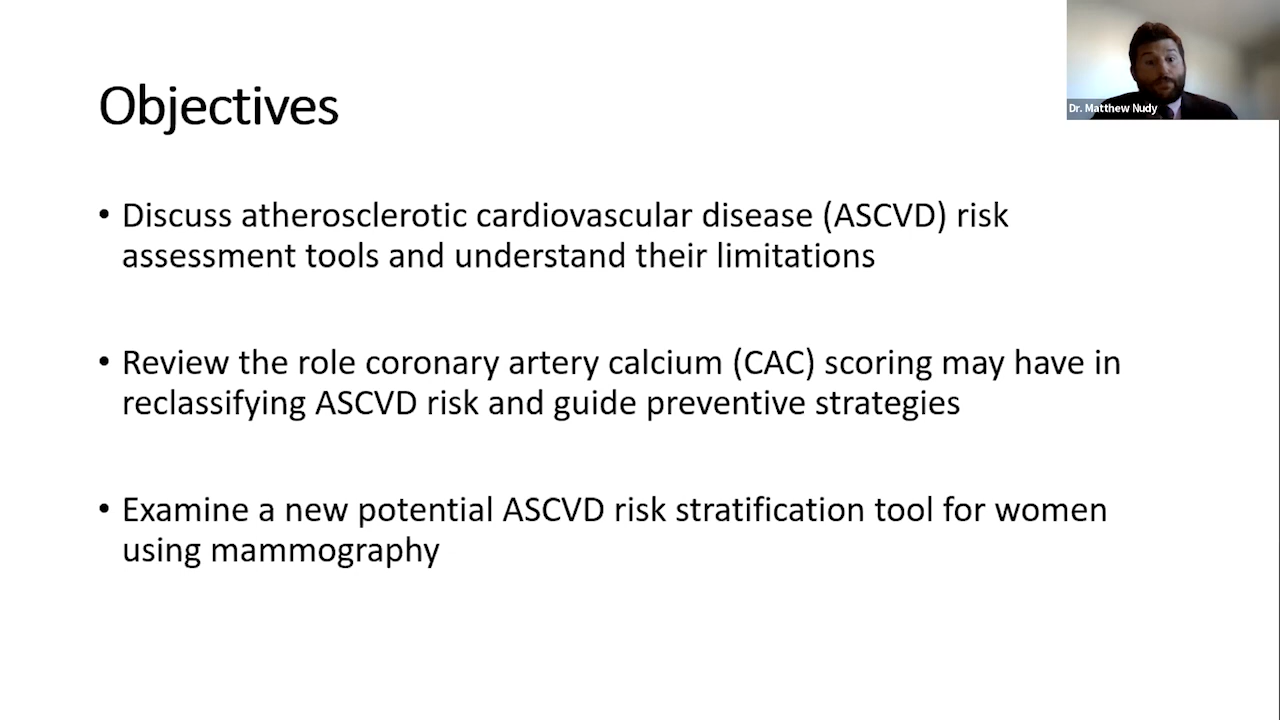 Objectives
Dr. Matthew Nudy
• Discuss atherosclerotic cardiovascular disease (ASCVD) risk
assessment tools and understand their limitations
• Review the role coronary artery calcium (CAC) scoring may have in
reclassifying ASCVD risk and guide preventive strategies
• Examine a new potential ASCVD risk stratification tool for women
using mammography